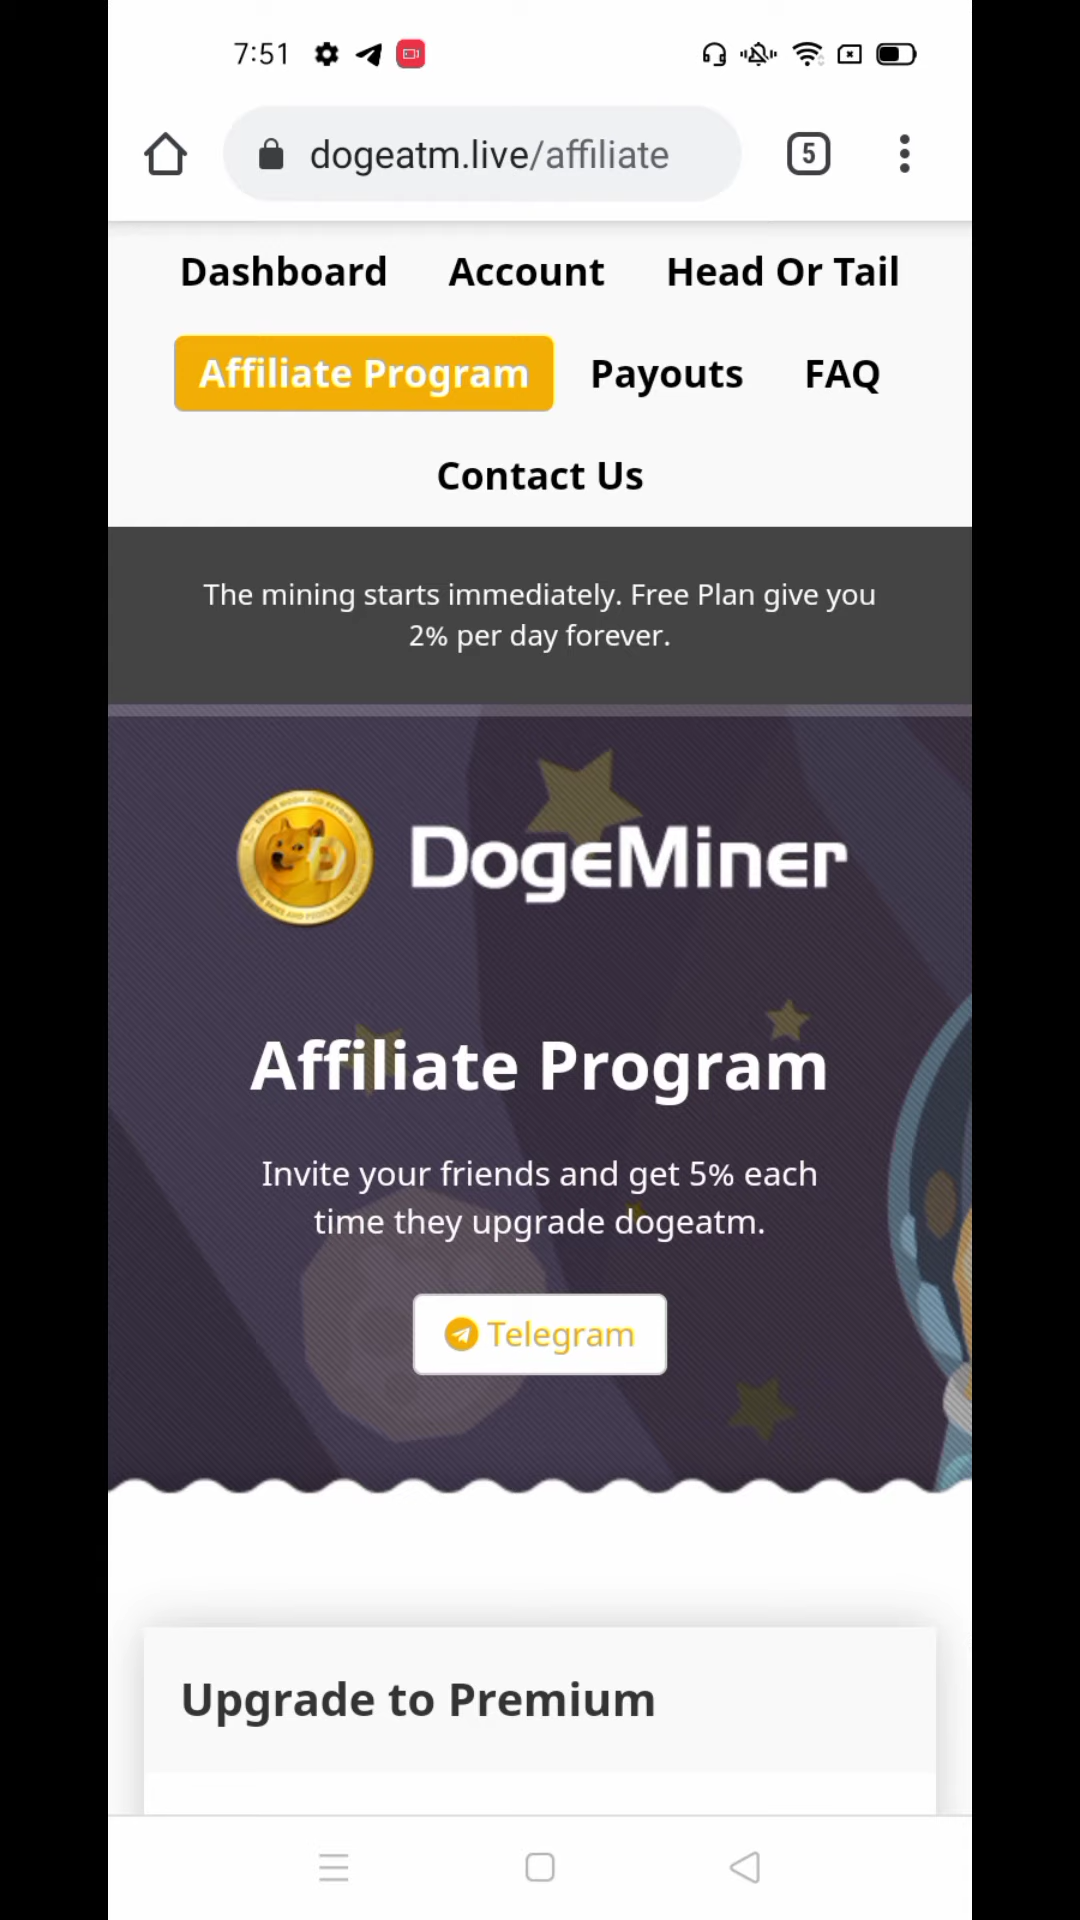 7:51
dogeatm.live/affiliate
5
Dashboard Account Head Or Tail
Affiliate Program Payouts FAQ
Contact Us
The mining starts immediately. Free Plan give you
2% per day forever.
DogeMiner
Affiliate Program
Invite your friends and get 5% each
time they upgrade dogeatm.
Telegram
Upgrade to Premium